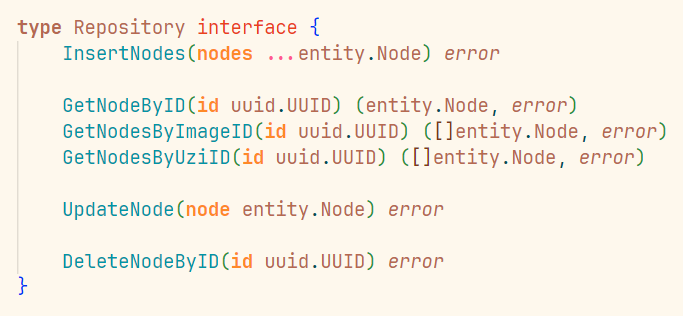 type Repository interface {
InsertNodes(nodes ...entity.Node) error
GetNodeByID(id uuid.UUID) (entity.Node, error)
GetNodesByImageID(id uuid.UUID) ([]entity.Node, error)
GetNodesByUziID(id uuid.UUID) ([]entity.Node, error)
UpdateNode(node entity.Node) error
DeleteNodeByID(id uuid.UUID) error
}